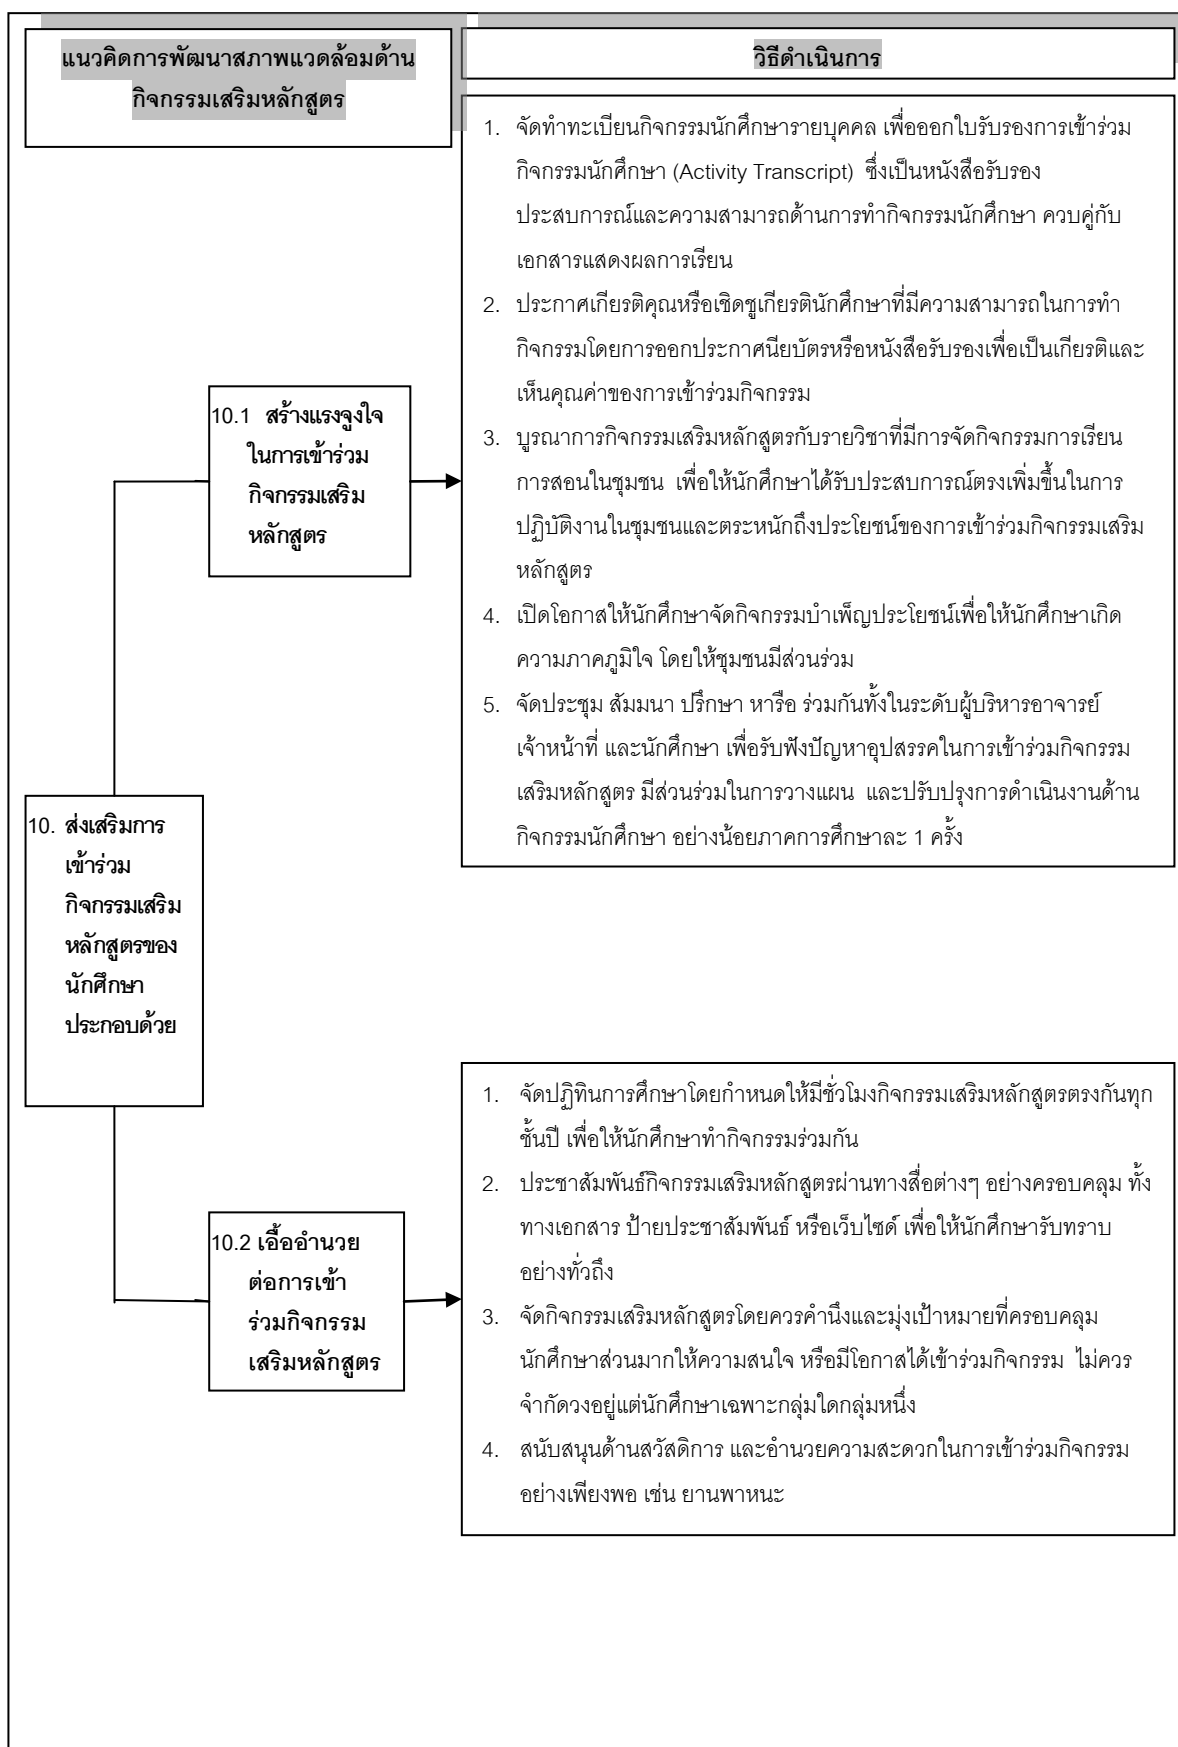 แนวคิดการพัฒนาสภาพแวดล้อมด้าน
กิจกรรมเสริมหลักสูตร
วิธีดำเนินการ
10. ส่งเสริมการ
เข้าร่วม
กิจกรรมเสริม
หลักสูตรของ
นักศึกษา
ประกอบด้วย
10.1 สร้างแรงจูงใจ
ในการเข้าร่วม
กิจกรรมเสริม
หลักสูตร
1. จัดทำทะเบียนกิจกรรมนักศึกษารายบุคคล เพื่อออกใบรับรองการเข้าร่วม
กิจกรรมนักศึกษา (Activity Transcript) ซึ่งเป็นหนังสือรับรอง
ประสบการณ์และความสามารถด้านการทำกิจกรรมนักศึกษา ควบคู่กับ
เอกสารแสดงผลการเรียน
2. ประกาศเกียรติคุณหรือเชิดชูเกียรตินักศึกษาที่มีความสามารถในการทำ
กิจกรรมโดยการออกประกาศนียบัตรหรือหนังสือรับรองเพื่อเป็นเกียรติและ
เห็นคุณค่าของการเข้าร่วมกิจกรรม
3. บูรณาการกิจกรรมเสริมหลักสูตรกับรายวิชาที่มีการจัดกิจกรรมการเรียน
การสอนในชุมชน เพื่อให้นักศึกษาได้รับประสบการณ์ตรงเพิ่มขึ้นในการ
ปฏิบัติงานในชุมชนและตระหนักถึงประโยชน์ของการเข้าร่วมกิจกรรมเสริม
หลักสูตร
4. เปิดโอกาสให้นักศึกษาจัดกิจกรรมบำเพ็ญประโยชน์เพื่อให้นักศึกษาเกิด
ความภาคภูมิใจ โดยให้ชุมชนมีส่วนร่วม
5. จัดประชุม สัมมนา ปรึกษา หารือ ร่วมกันทั้งในระดับผู้บริหารอาจารย์
เจ้าหน้าที่ และนักศึกษา เพื่อรับฟังปัญหาอุปสรรคในการเข้าร่วมกิจกรรม
เสริมหลักสูตร มีส่วนร่วมในการวางแผน และปรับปรุงการดำเนินงานด้าน
กิจกรรมนักศึกษา อย่างน้อยภาคการศึกษาละ 1 ครั้ง
10.2 เอื้ออำนวย
ต่อการเข้า
ร่วมกิจกรรม
เสริมหลักสูตร
1. จัดปฏิทินการศึกษาโดยกำหนดให้มีชั่วโมงกิจกรรมเสริมหลักสูตรตรงกันทุก
ชั้นปี เพื่อให้นักศึกษาทำกิจกรรมร่วมกัน
2. ประชาสัมพันธ์กิจกรรมเสริมหลักสูตรผ่านทางสื่อต่างๆ อย่างครอบคลุม ทั้ง
ทางเอกสาร ป้ายประชาสัมพันธ์ หรือเว็บไซด์ เพื่อให้นักศึกษารับทราบ
อย่างทั่วถึง
3. จัดกิจกรรมเสริมหลักสูตรโดยควรคำนึงและมุ่งเป้าหมายที่ครอบคลุม
นักศึกษาส่วนมากให้ความสนใจ หรือมีโอกาสได้เข้าร่วมกิจกรรม ไม่ควร
จำกัดวงอยู่แต่นักศึกษาเฉพาะกลุ่มใดกลุ่มหนึ่ง
4. สนับสนุนด้านสวัสดิการ และอำนวยความสะดวกในการเข้าร่วมกิจกรรม
อย่างเพียงพอ เช่น ยานพาหนะ